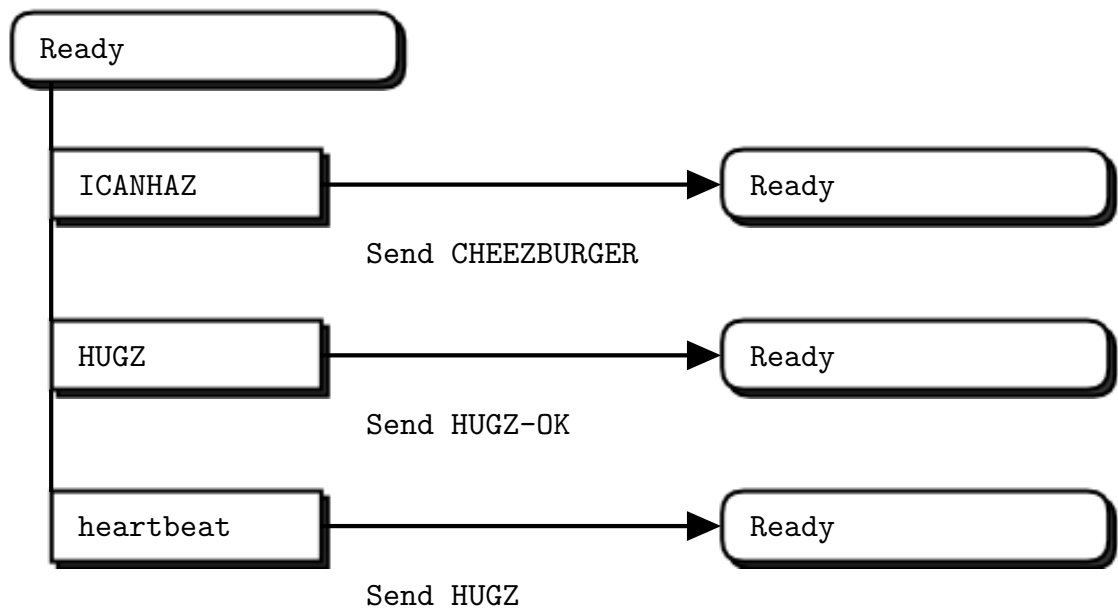 Ready
ICANHAZ
Ready
Send CHEEZBURGER
HUGZ
Ready
Send HUGZ-OK
heartbeat
Ready
Send HUGZ